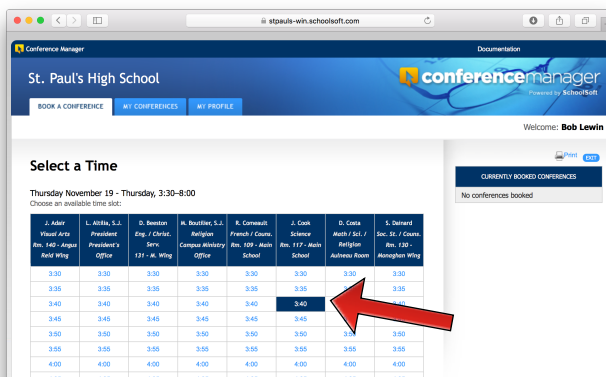 stpauls-win.schoolsoft.com
Conference Manager
Documentation
St. Paul's High School
conferencemanager
Powered by SchoolSoft
BOOK A CONFERENCE MY CONFERENCES MY PROFILE
Welcome: Bob Lewin
Print EXIT
Select a Time
CURRENTLY BOOKED CONFERENCES
No conferences booked
Thursday November 19 - Thursday, 3:30–8:00
Choose an available time slot:
J. Adair L. Altilia, S.J. D. Beeston M. Boutilier, S.J. R. Comeault J. Cook D. Costa S. Dainard
Visual Arts President Eng. / Christ. Religion French / Couns. Science Math / Sci. / Soc. St. / Couns.
Rm. 140 - Angus President's Serv. Campus Ministry Rm. 109 - Main Rm. 117 - Main Religion Rm. 130 -
Reid Wing Office 131 - M. Wing Office School School Aulneau Room Monaghan Wing
3:30 3:30 3:30 3:30 3:30 3:30 3:30 3:30
3:35 3:35 3:35 3:35 3:35 3:35 3:35
3:40 3:40 3:40 3:40 3:40 3:40 3:40
3:45 3:45 3:45 3:45 3:45 3:45
3:50 3:50 3:50 3:50 3:50 3:50 3:50 3:50
3:55 3:55 3:55 3:55 3:55 3:55 3:55 3:55
4:00 4:00 4:00 4:00 4:00 4:00 4:00 4:00